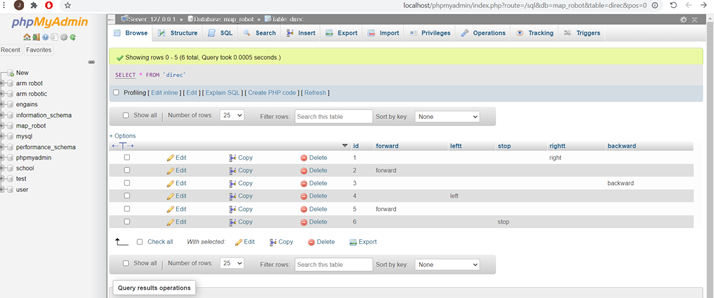 localhost/phpmyadmin/index.php?route=/sql&db=map_robot&table=direc&pos=0
phpMyAdmin
Recent Favorites
New
arm robot
arm robotic
engains
information_schema
map_robot
mysql
performance_schema
phpmyadmin
school
test
user
Server: 127.0.0.1 » Database: map_robot » Table: direc
Browse Structure SQL Search Insert Export Import Privileges Operations Tracking Triggers
Showing rows 0 - 5 (6 total, Query took 0.0005 seconds.)
SELECT * FROM `direc`
Profiling [ Edit inline ] [ Edit ] [ Explain SQL ] [ Create PHP code ] [ Refresh ]
Show all Number of rows: 25 Filter rows: Search this table Sort by key: None
+ Options
id forward leftt stop rightt backward
Edit Copy Delete 1 right
Edit Copy Delete 2 forward
Edit Copy Delete 3 backward
Edit Copy Delete 4 left
Edit Copy Delete 5 forward
Edit Copy Delete 6 stop
Check all With selected: Edit Copy Delete Export
Show all Number of rows: 25 Filter rows: Search this table Sort by key: None
Query results operations